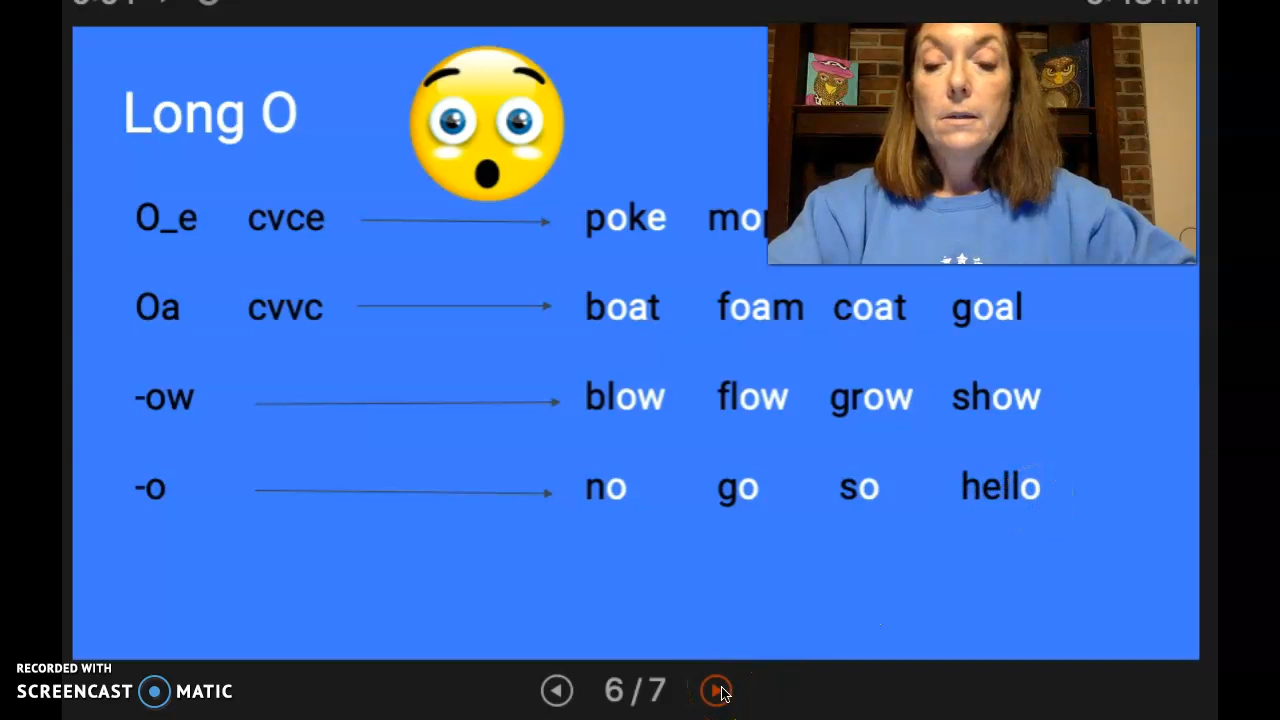 Long O
O_e cvce poke
Oa cvvc boat foam coat goal
-ow blow flow grow show
-o no go so hello
RECORDED WITH
SCREENCAST MATIC
6/7